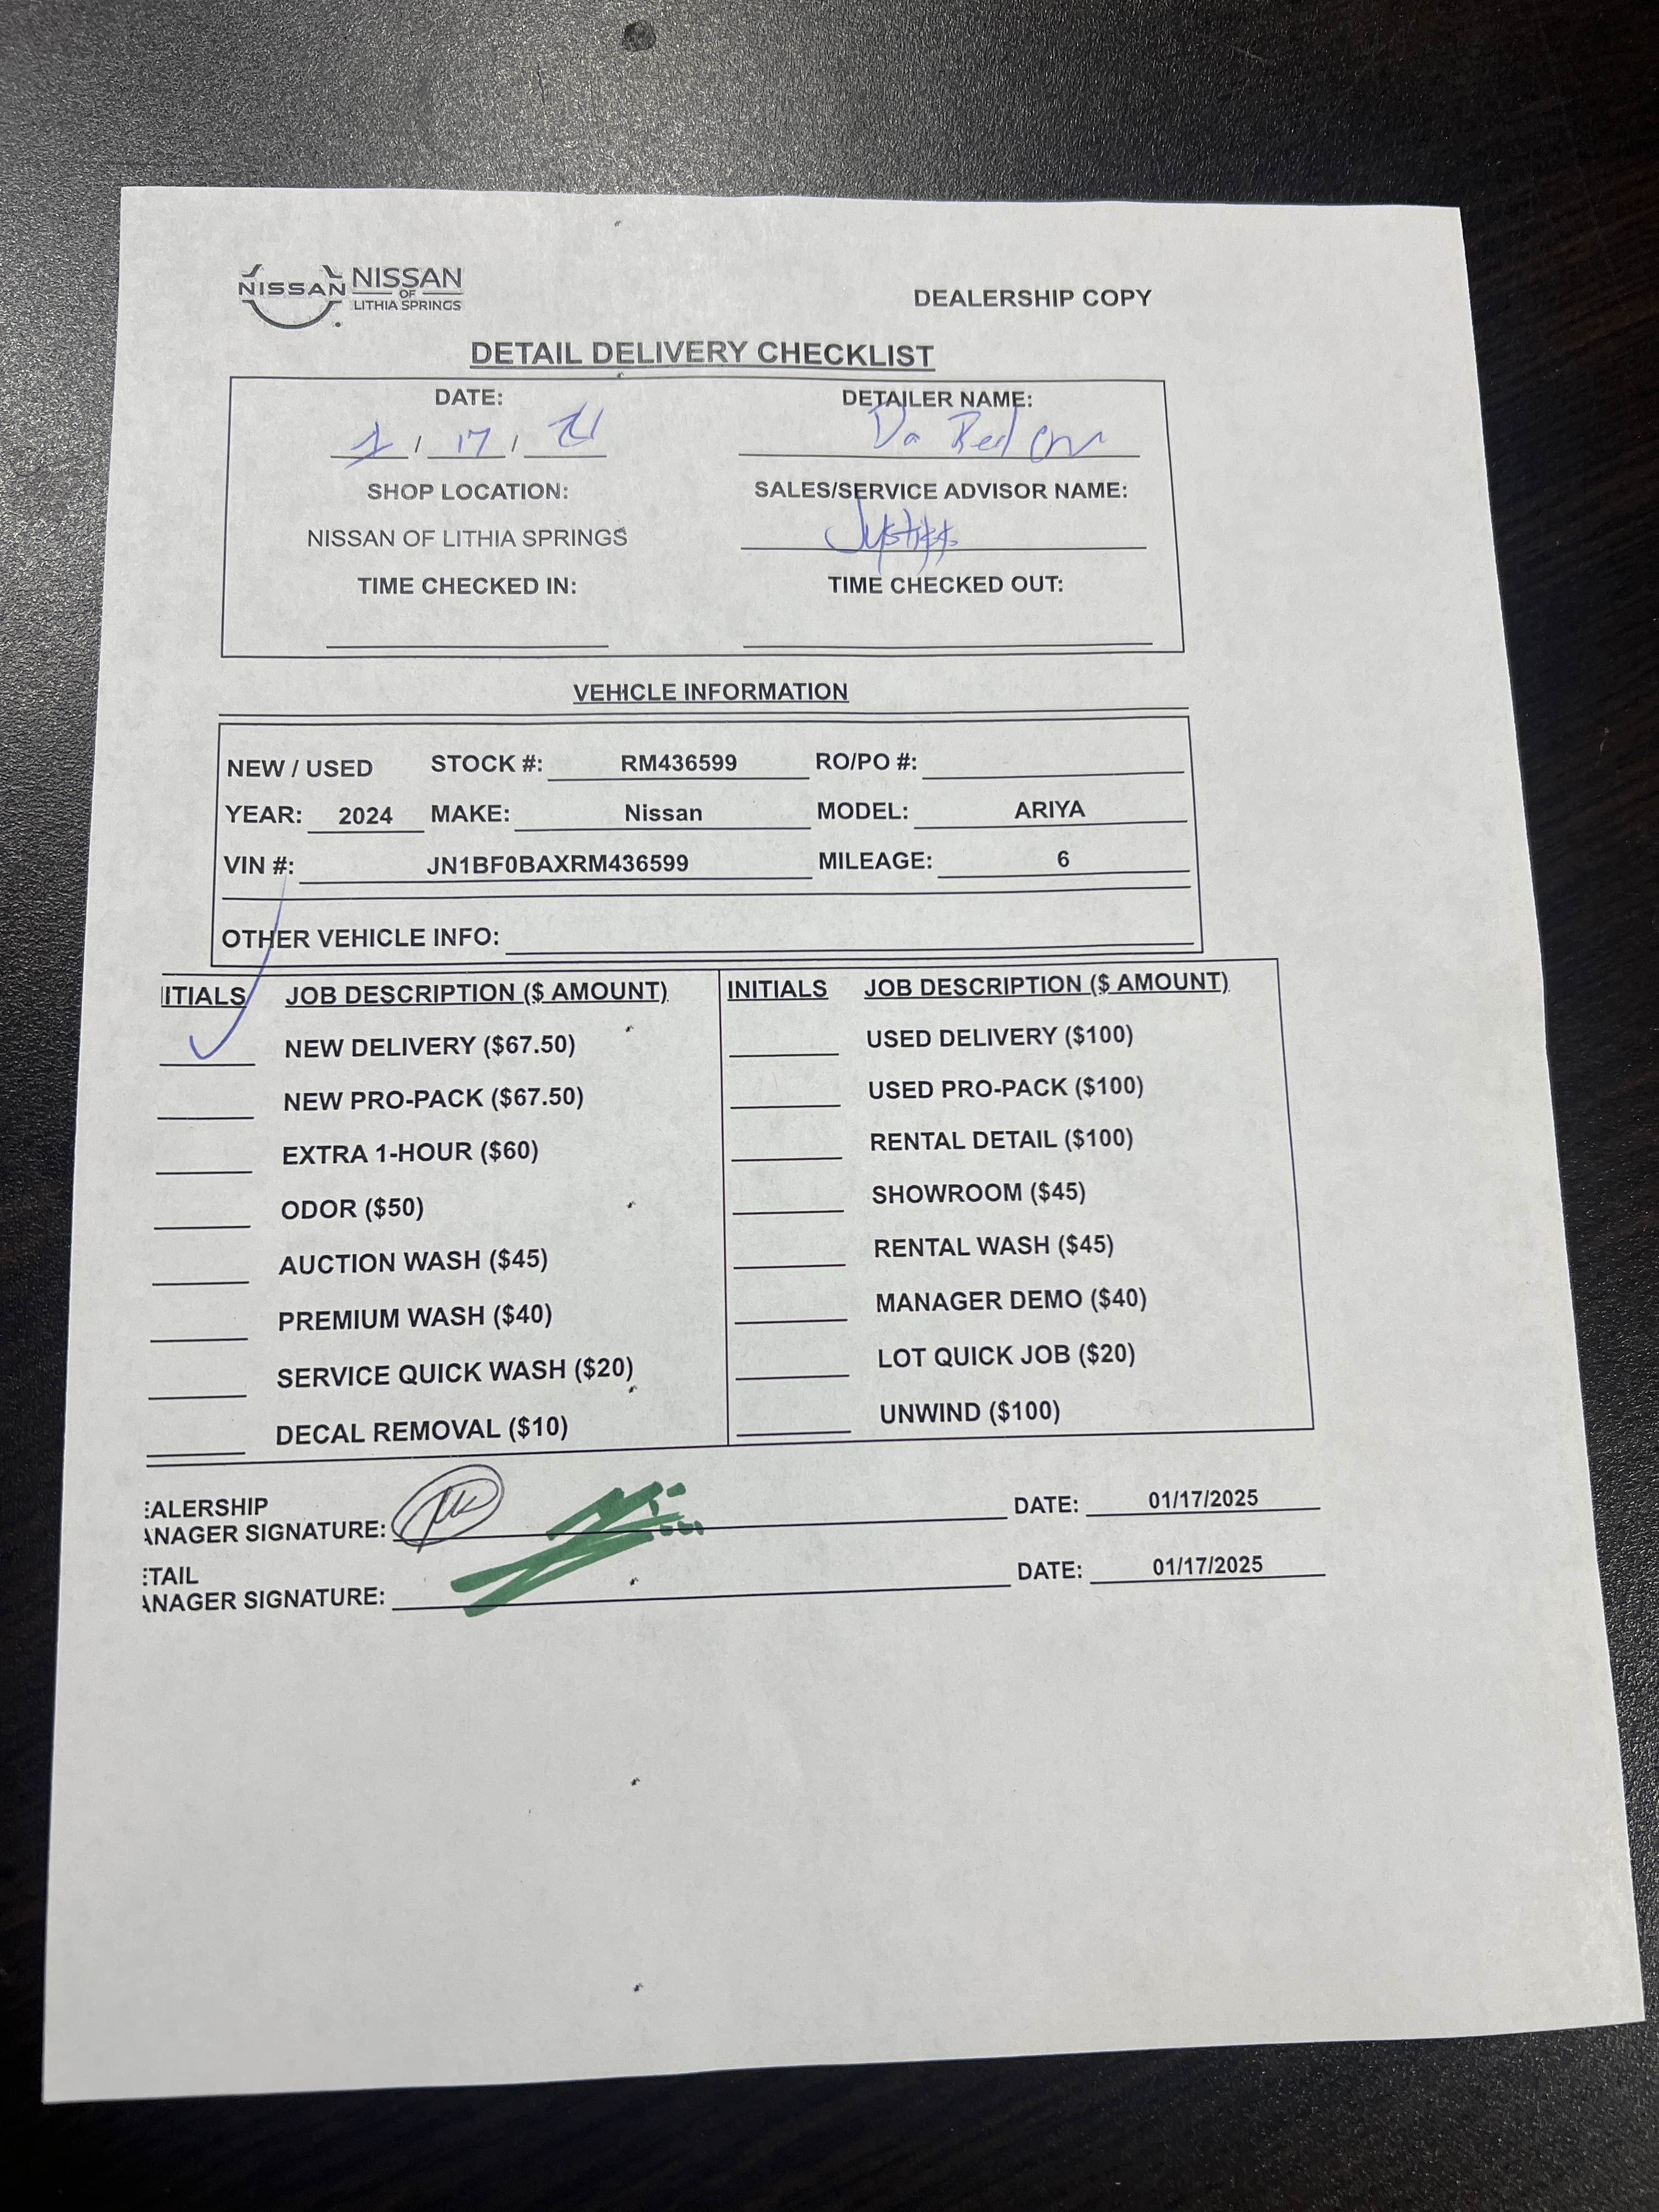 NISSAN NISSAN
OF
LITHIA SPRINGS
DEALERSHIP COPY
DETAIL DELIVERY CHECKLIST
DATE: DETAILER NAME:
/ 17 / Da Red
SHOP LOCATION: SALES/SERVICE ADVISOR NAME:
NISSAN OF LITHIA SPRINGS
TIME CHECKED IN: TIME CHECKED OUT:
VEHICLE INFORMATION
NEW / USED STOCK #: RM436599 RO/PO #:
YEAR: 2024 MAKE: Nissan MODEL: ARIYA
VIN #: JN1BF0BAXRM436599 MILEAGE: 6
OTHER VEHICLE INFO:
ITIALS JOB DESCRIPTION ($ AMOUNT) INITIALS JOB DESCRIPTION ($ AMOUNT)
NEW DELIVERY ($67.50) USED DELIVERY ($100)
NEW PRO-PACK ($67.50) USED PRO-PACK ($100)
EXTRA 1-HOUR ($60) RENTAL DETAIL ($100)
ODOR ($50) SHOWROOM ($45)
AUCTION WASH ($45) RENTAL WASH ($45)
PREMIUM WASH ($40) MANAGER DEMO ($40)
SERVICE QUICK WASH ($20) LOT QUICK JOB ($20)
DECAL REMOVAL ($10) UNWIND ($100)
EALERSHIP
ANAGER SIGNATURE: DATE: 01/17/2025
ETAIL
ANAGER SIGNATURE: DATE: 01/17/2025